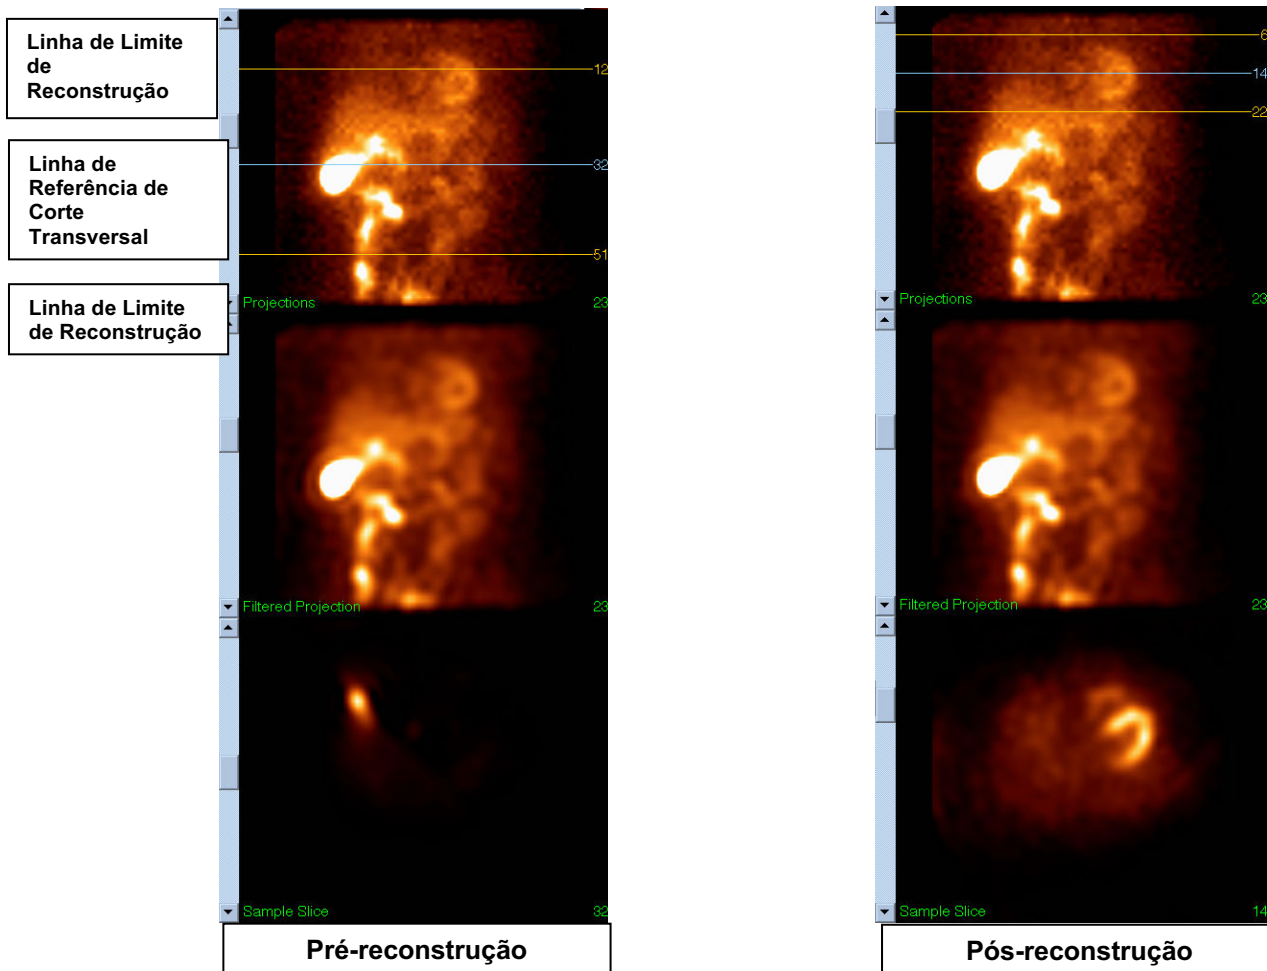 Linha de Limite
de
Reconstrução
Linha de
Referência de
Corte
Transversal
Linha de Limite
de Reconstrução
12
32
51
Projections 23
Filtered Projection 23
Sample Slice 32
Pré-reconstrução
6
14
22
Projections 23
Filtered Projection 23
Sample Slice 14
Pós-reconstrução